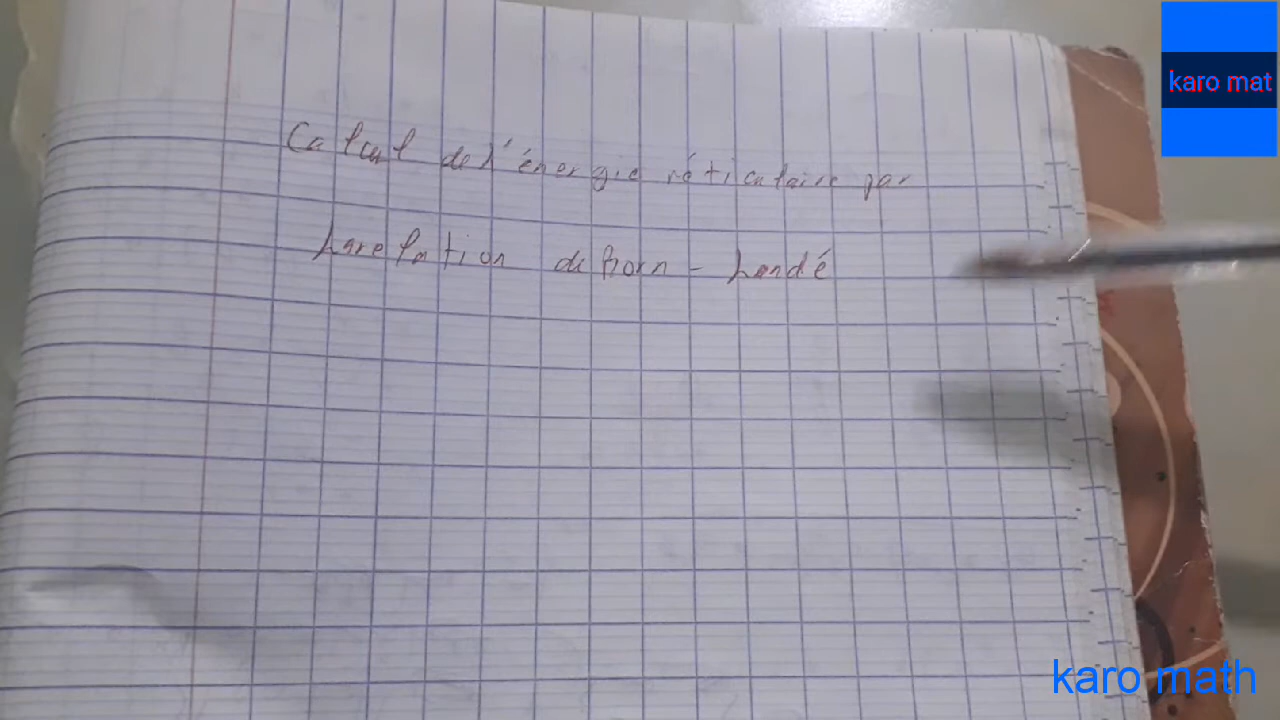 karo mat
Calcul de l'énergie réticulaire par
la relation de Born - Landé
karo math